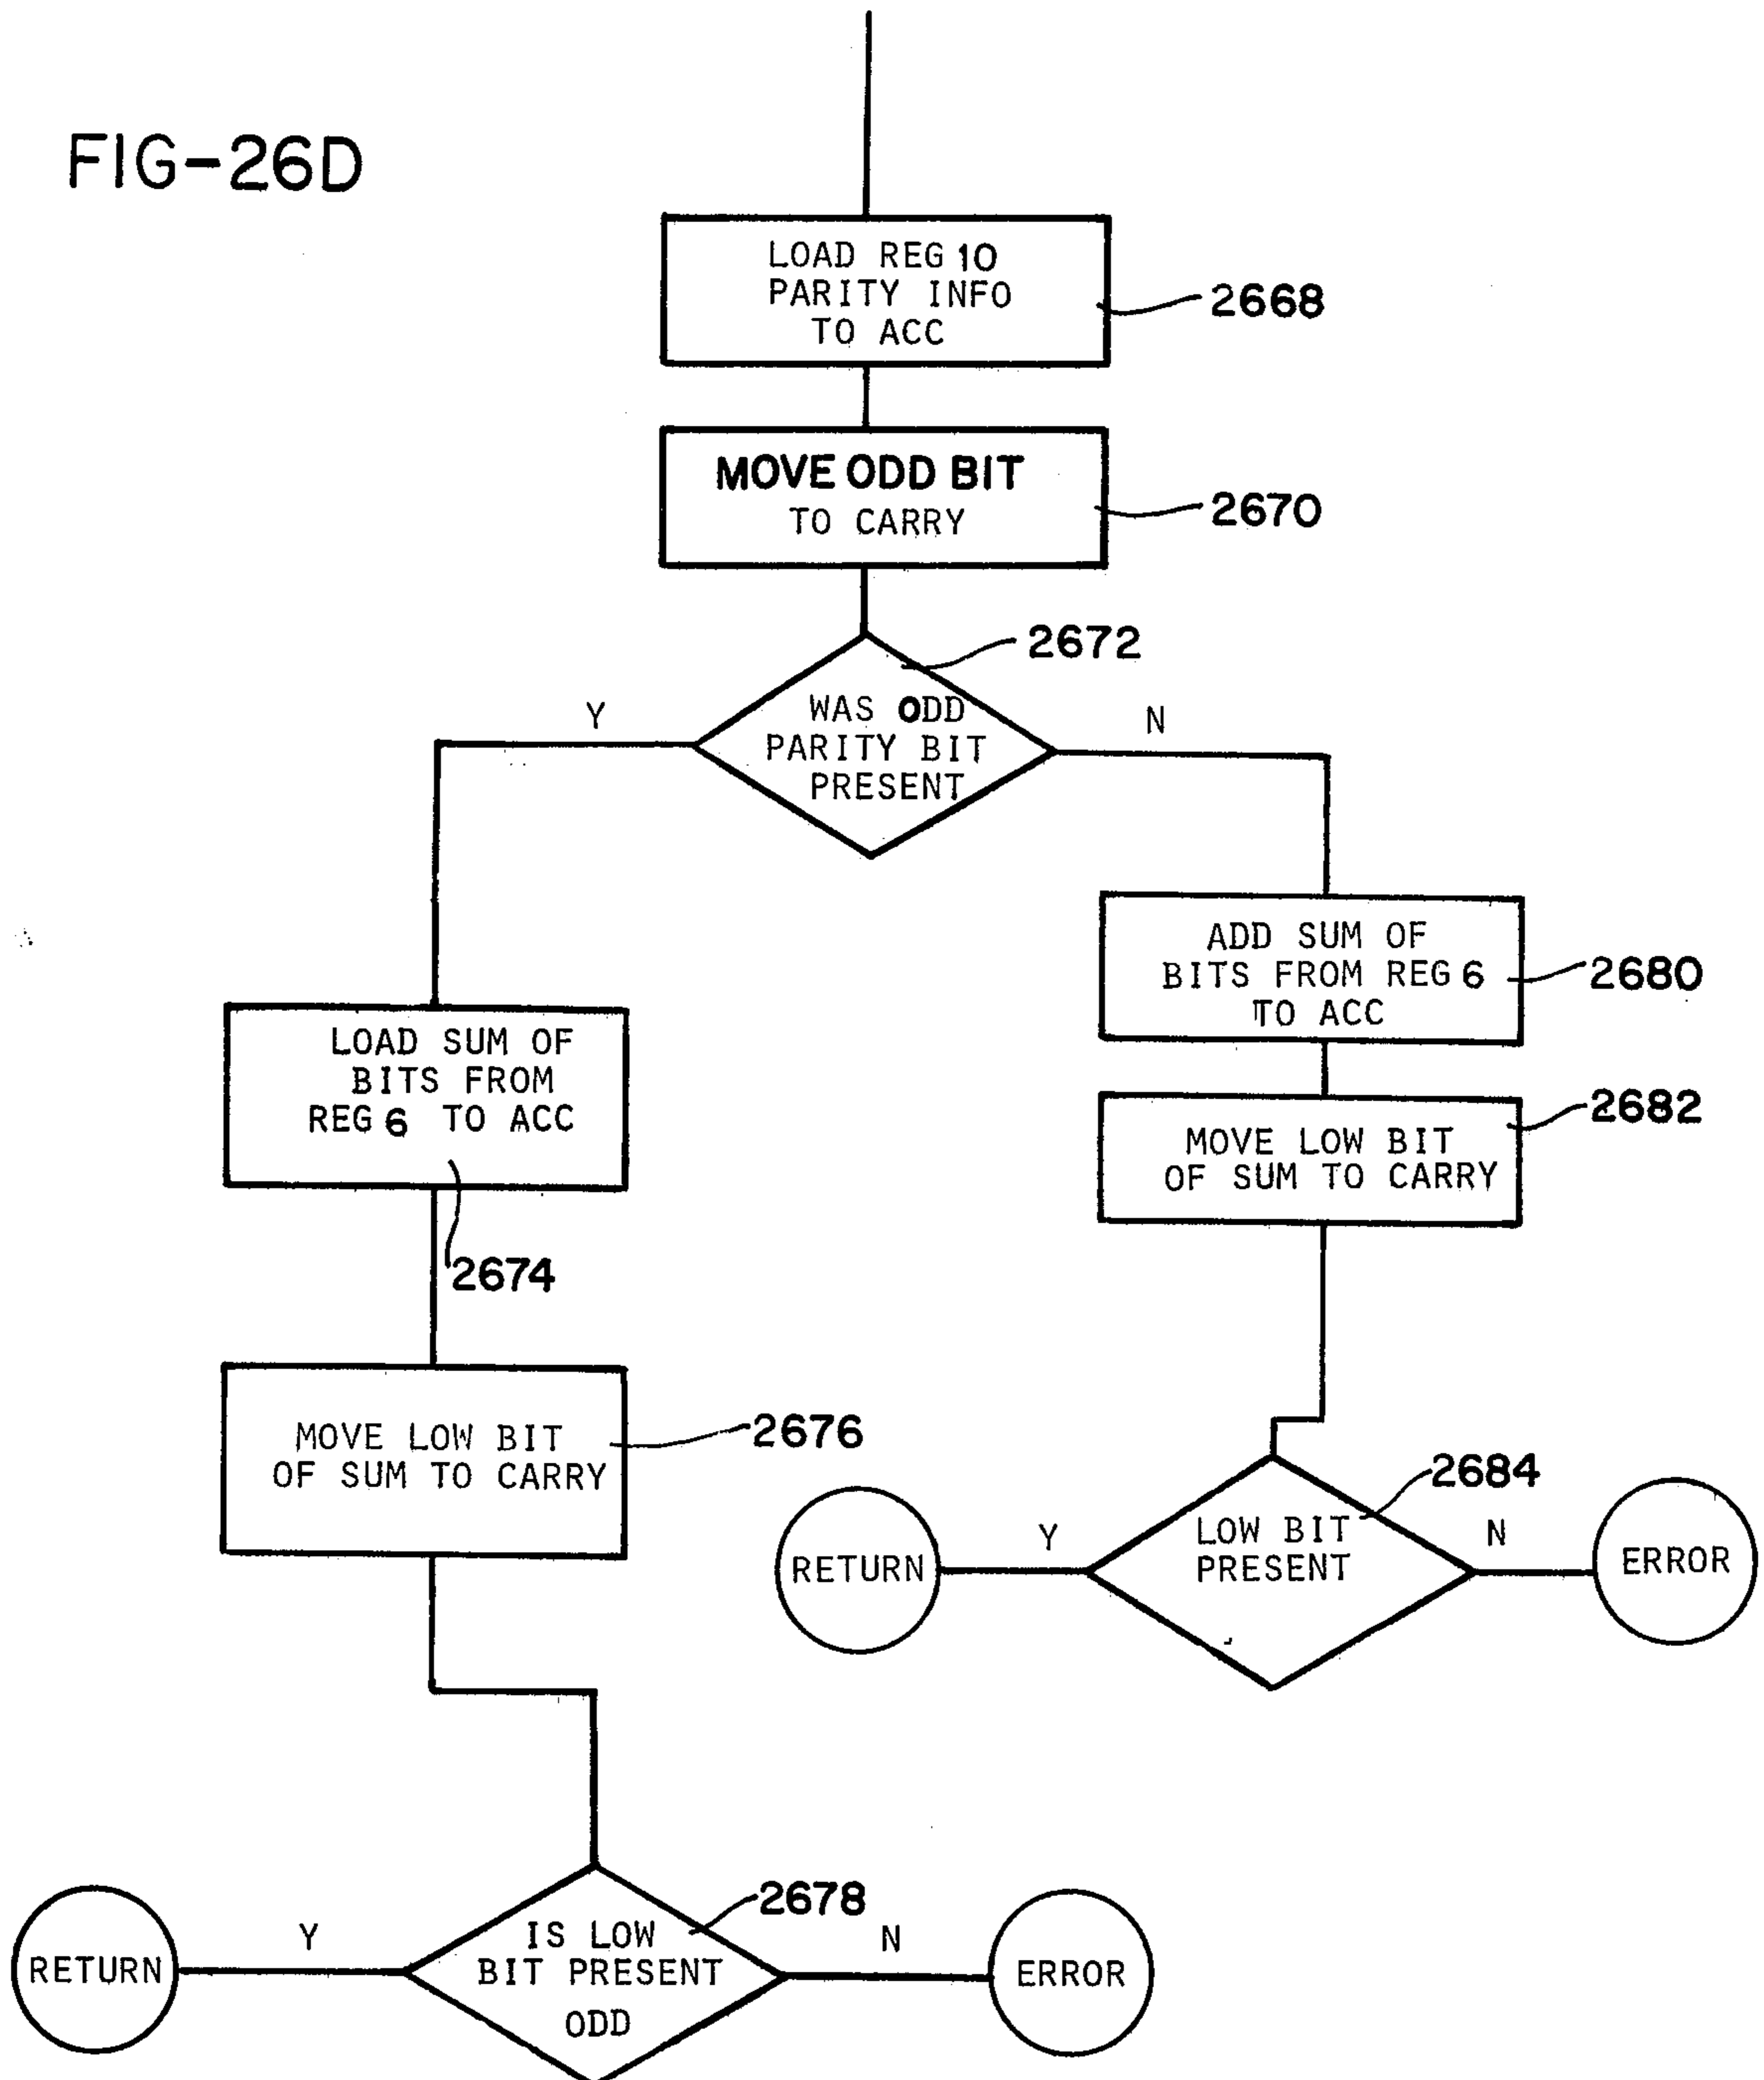 FIG-26D
LOAD REG 10
PARITY INFO
TO ACC
2668
MOVE ODD BIT
TO CARRY
2670
2672
WAS ODD
PARITY BIT
PRESENT
Y
N
ADD SUM OF
BITS FROM REG 6
TO ACC
2680
LOAD SUM OF
BITS FROM
REG 6 TO ACC
2674
MOVE LOW BIT
OF SUM TO CARRY
2682
MOVE LOW BIT
OF SUM TO CARRY
2676
2684
LOW BIT
PRESENT
Y
N
RETURN
ERROR
2678
IS LOW
BIT PRESENT
ODD
Y
N
RETURN
ERROR